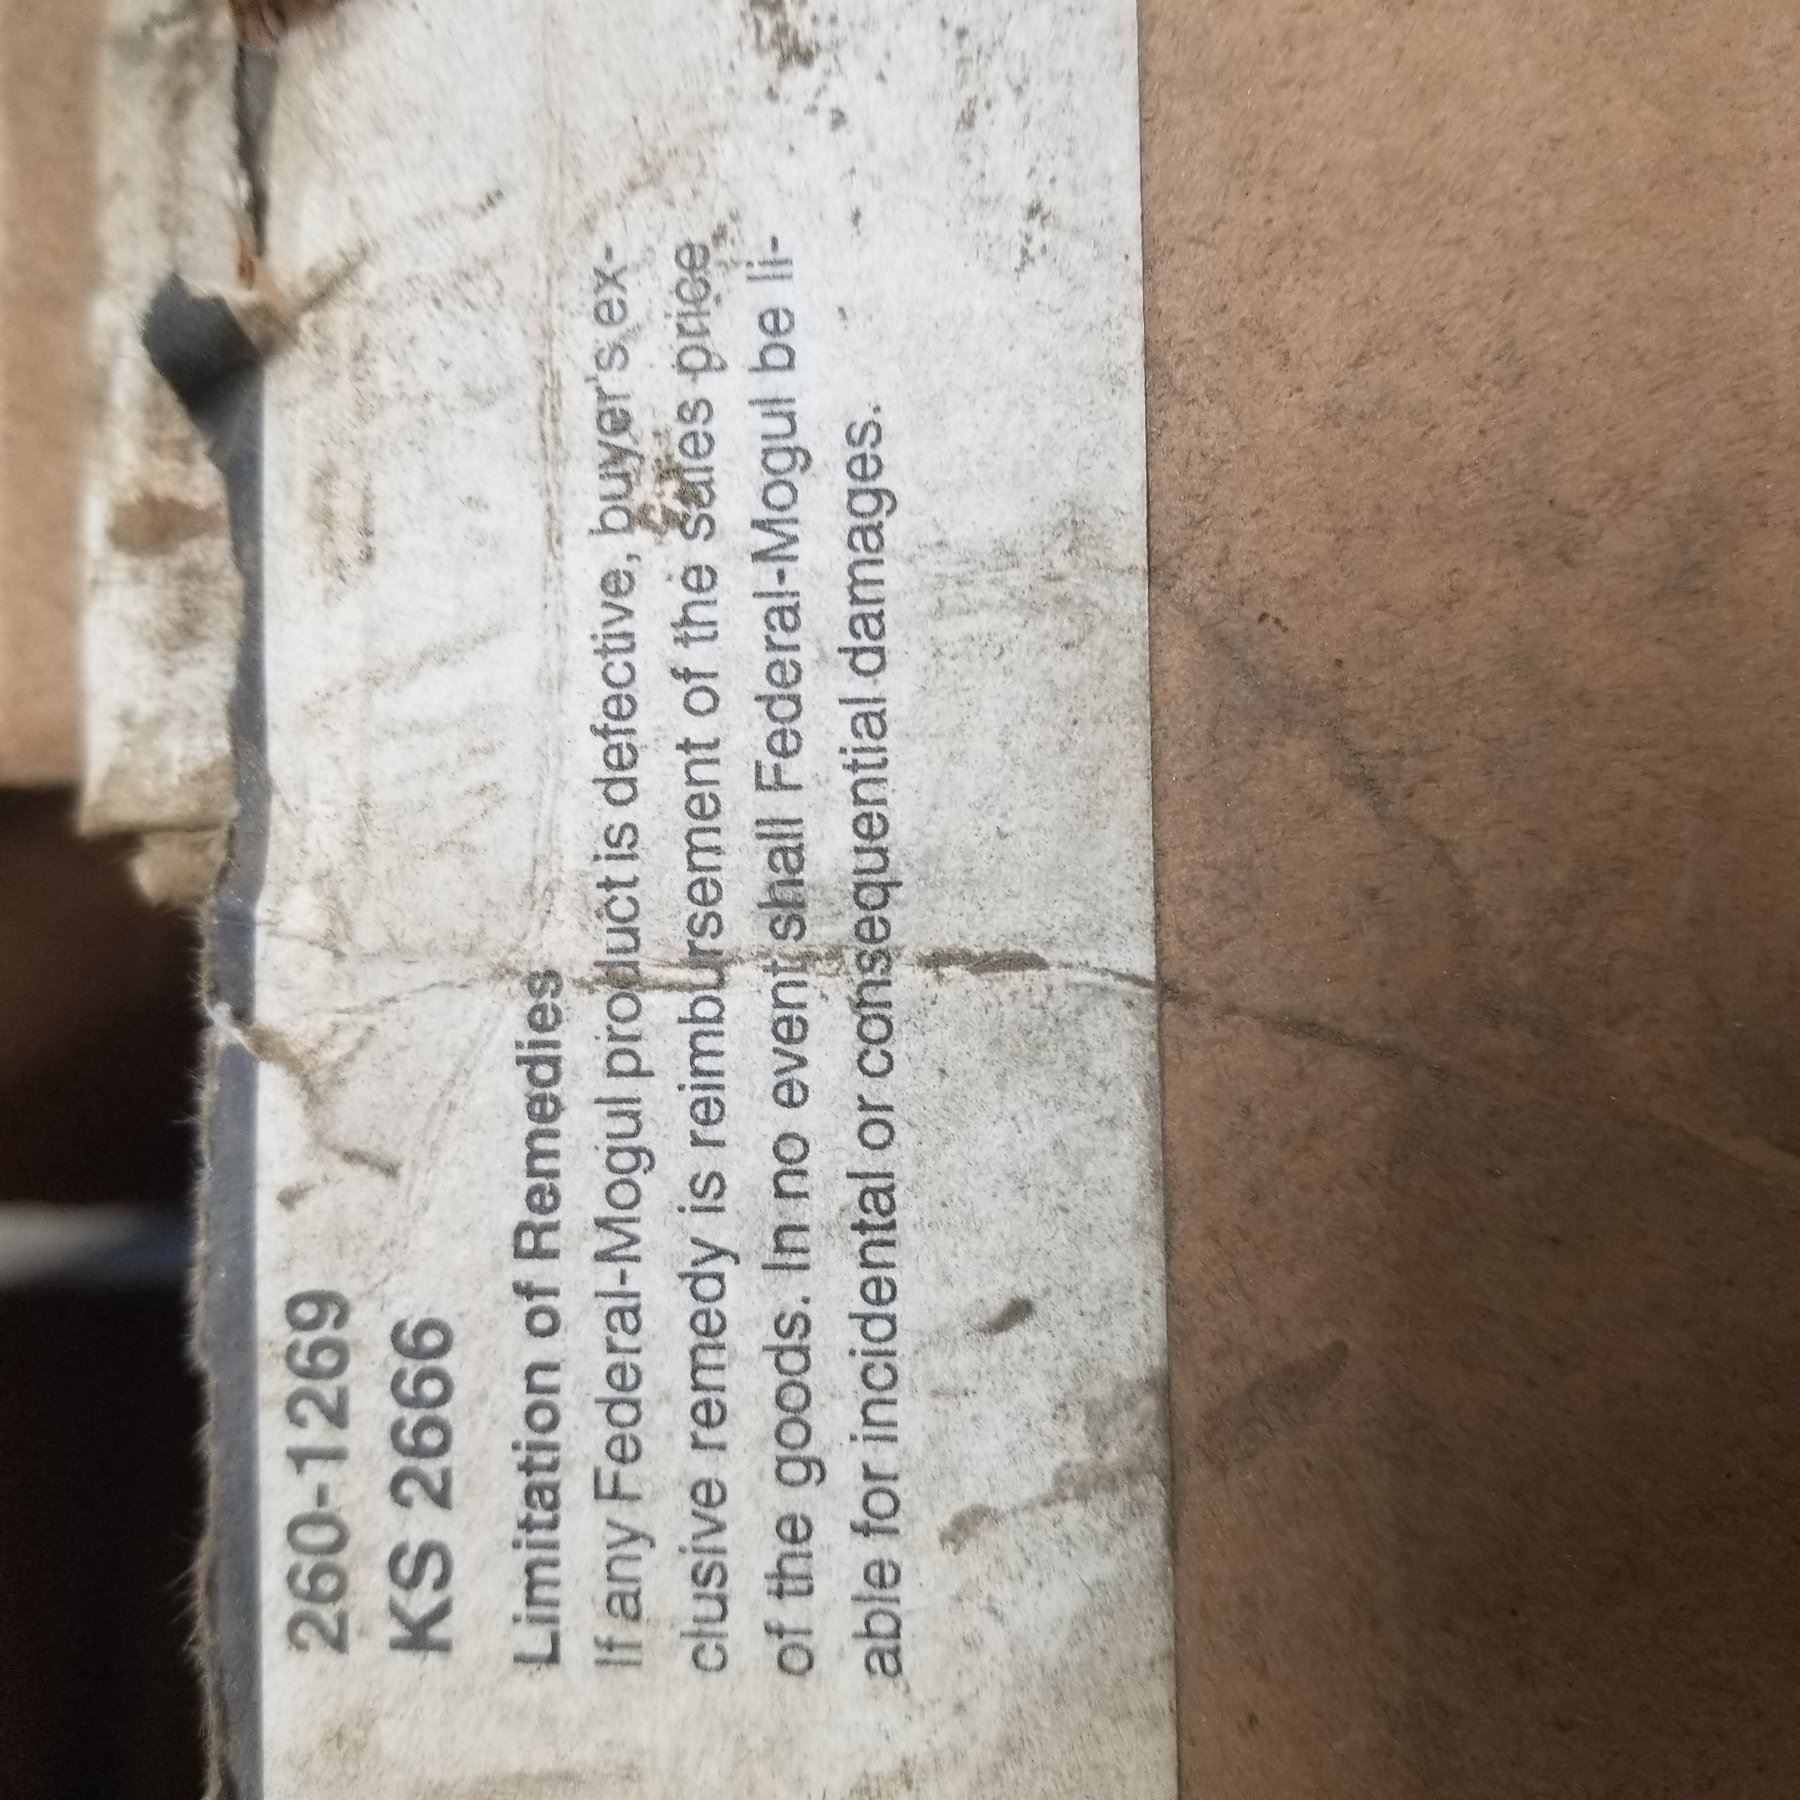 260-1269
KS 2666
Limitation of Remedies
If any Federal-Mogul product is defective, buyer's ex-
clusive remedy is reimbursement of the sales price
of the goods. In no event shall Federal-Mogul be li-
able for incidental or consequential damages.